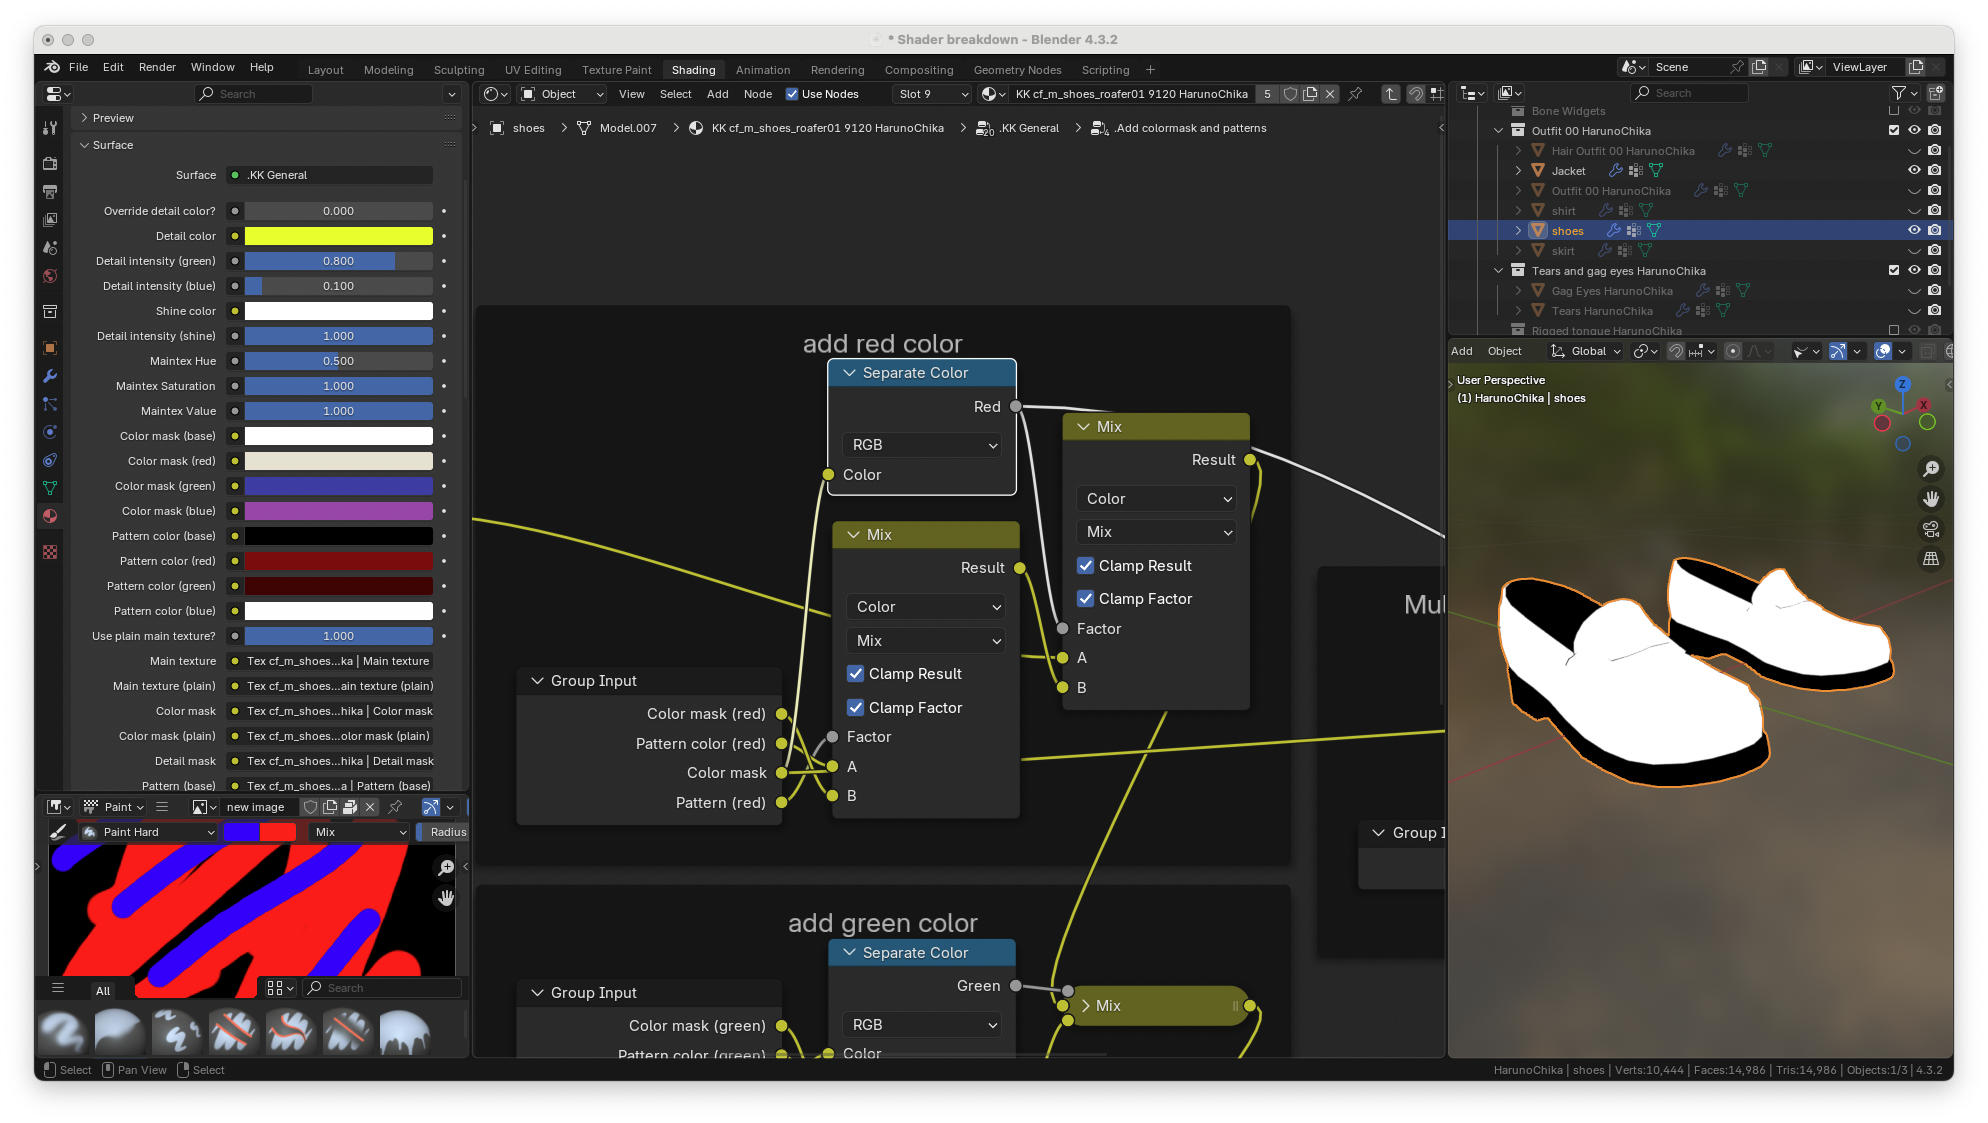 * Shader breakdown - Blender 4.3.2
File Edit Render Window Help Layout Modeling Sculpting UV Editing Texture Paint Shading Animation Rendering Compositing Geometry Nodes Scripting + Scene ViewLayer
Search
Preview
Surface
Surface .KK General
Override detail color? 0.000
Detail color
Detail intensity (green) 0.800
Detail intensity (blue) 0.100
Shine color
Detail intensity (shine) 1.000
Maintex Hue 0.500
Maintex Saturation 1.000
Maintex Value 1.000
Color mask (base)
Color mask (red)
Color mask (green)
Color mask (blue)
Pattern color (base)
Pattern color (red)
Pattern color (green)
Pattern color (blue)
Use plain main texture? 1.000
Main texture Tex cf_m_shoes...ka | Main texture
Main texture (plain) Tex cf_m_shoes...ain texture (plain)
Color mask Tex cf_m_shoes...hika | Color mask
Color mask (plain) Tex cf_m_shoes...olor mask (plain)
Detail mask Tex cf_m_shoes...hika | Detail mask
Pattern (base) Tex cf_m_shoes...a | Pattern (base)
Paint new image
Paint Hard Mix Radius
All Search
Object View Select Add Node Use Nodes Slot 9 KK cf_m_shoes_roafer01 9120 HarunoChika 5
shoes > Model.007 > KK cf_m_shoes_roafer01 9120 HarunoChika > 20 .KK General > 4 .Add colormask and patterns
add red color
Separate Color
Red
RGB
Color
Mix
Result
Color
Mix
Clamp Result
Clamp Factor
Factor
A
B
Mix
Result
Color
Mix
Clamp Result
Clamp Factor
Factor
A
B
Group Input
Color mask (red)
Pattern color (red)
Color mask
Pattern (red)
Mul
Group I
add green color
Separate Color
Green
RGB
Color
Mix
Group Input
Color mask (green)
Pattern color (green)
Search
Bone Widgets
Outfit 00 HarunoChika
Hair Outfit 00 HarunoChika
Jacket
Outfit 00 HarunoChika
shirt
shoes
skirt
Tears and gag eyes HarunoChika
Gag Eyes HarunoChika
Tears HarunoChika
Rigged tongue HarunoChika
Add Object Global
User Perspective
(1) HarunoChika | shoes
Z
Y
X
Select Pan View Select
HarunoChika | shoes | Verts:10,444 | Faces:14,986 | Tris:14,986 | Objects:1/3 | 4.3.2